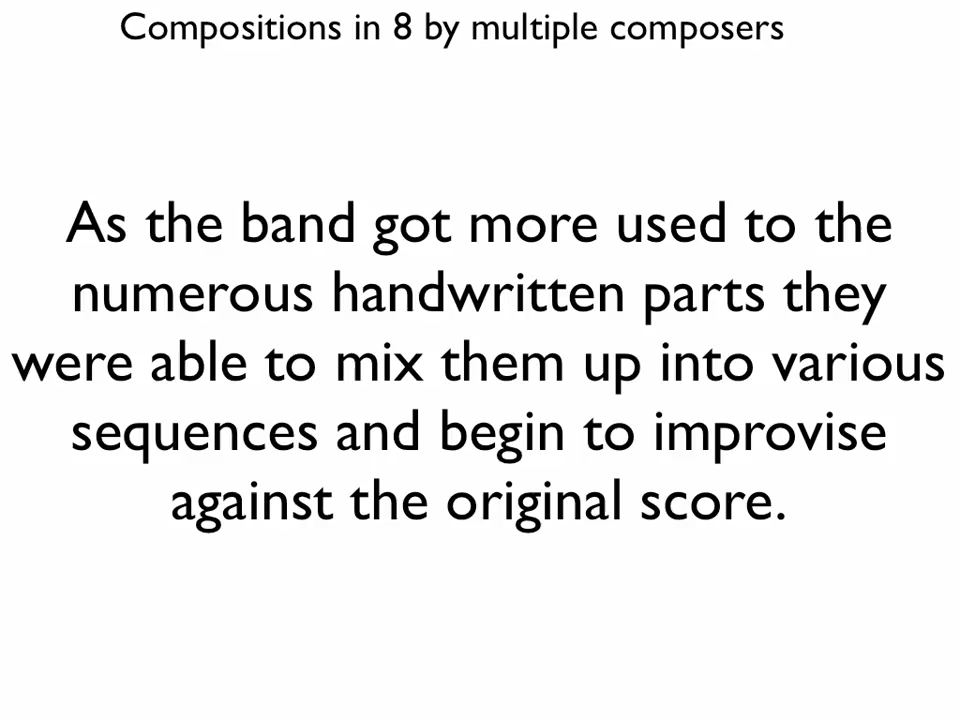 Compositions in 8 by multiple composers
As the band got more used to the
numerous handwritten parts they
were able to mix them up into various
sequences and begin to improvise
against the original score.